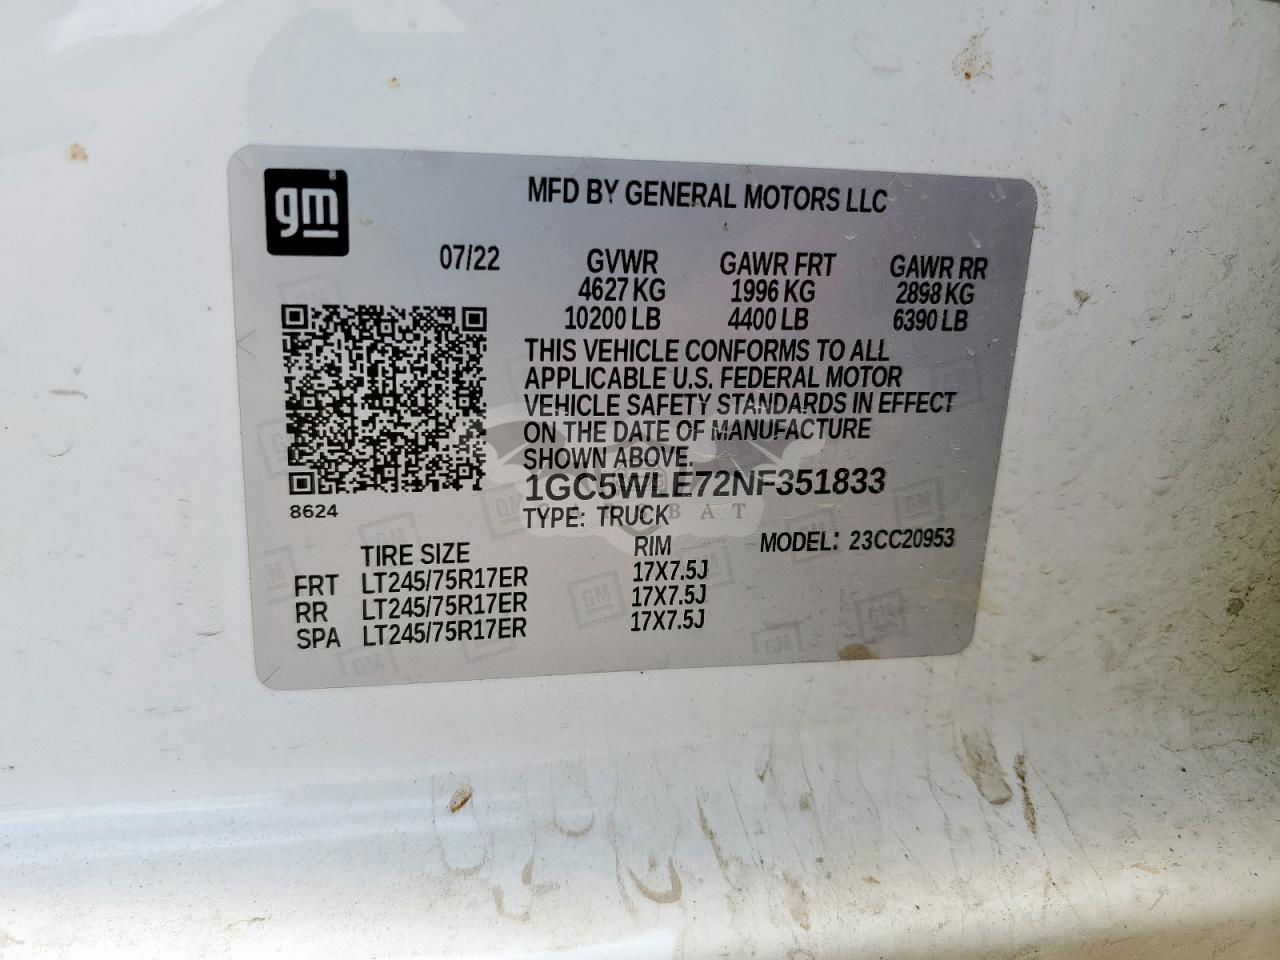 gm
MFD BY GENERAL MOTORS LLC
07/22
GVWR GAWR FRT GAWR RR
4627 KG 1996 KG 2898 KG
10200 LB 4400 LB 6390 LB
THIS VEHICLE CONFORMS TO ALL
APPLICABLE U.S. FEDERAL MOTOR
VEHICLE SAFETY STANDARDS IN EFFECT
ON THE DATE OF MANUFACTURE
SHOWN ABOVE.
1GC5WLE72NF351833
8624
TYPE: TRUCK
TIRE SIZE RIM MODEL: 23CC20953
FRT LT245/75R17ER 17X7.5J
RR LT245/75R17ER 17X7.5J
SPA LT245/75R17ER 17X7.5J
GM